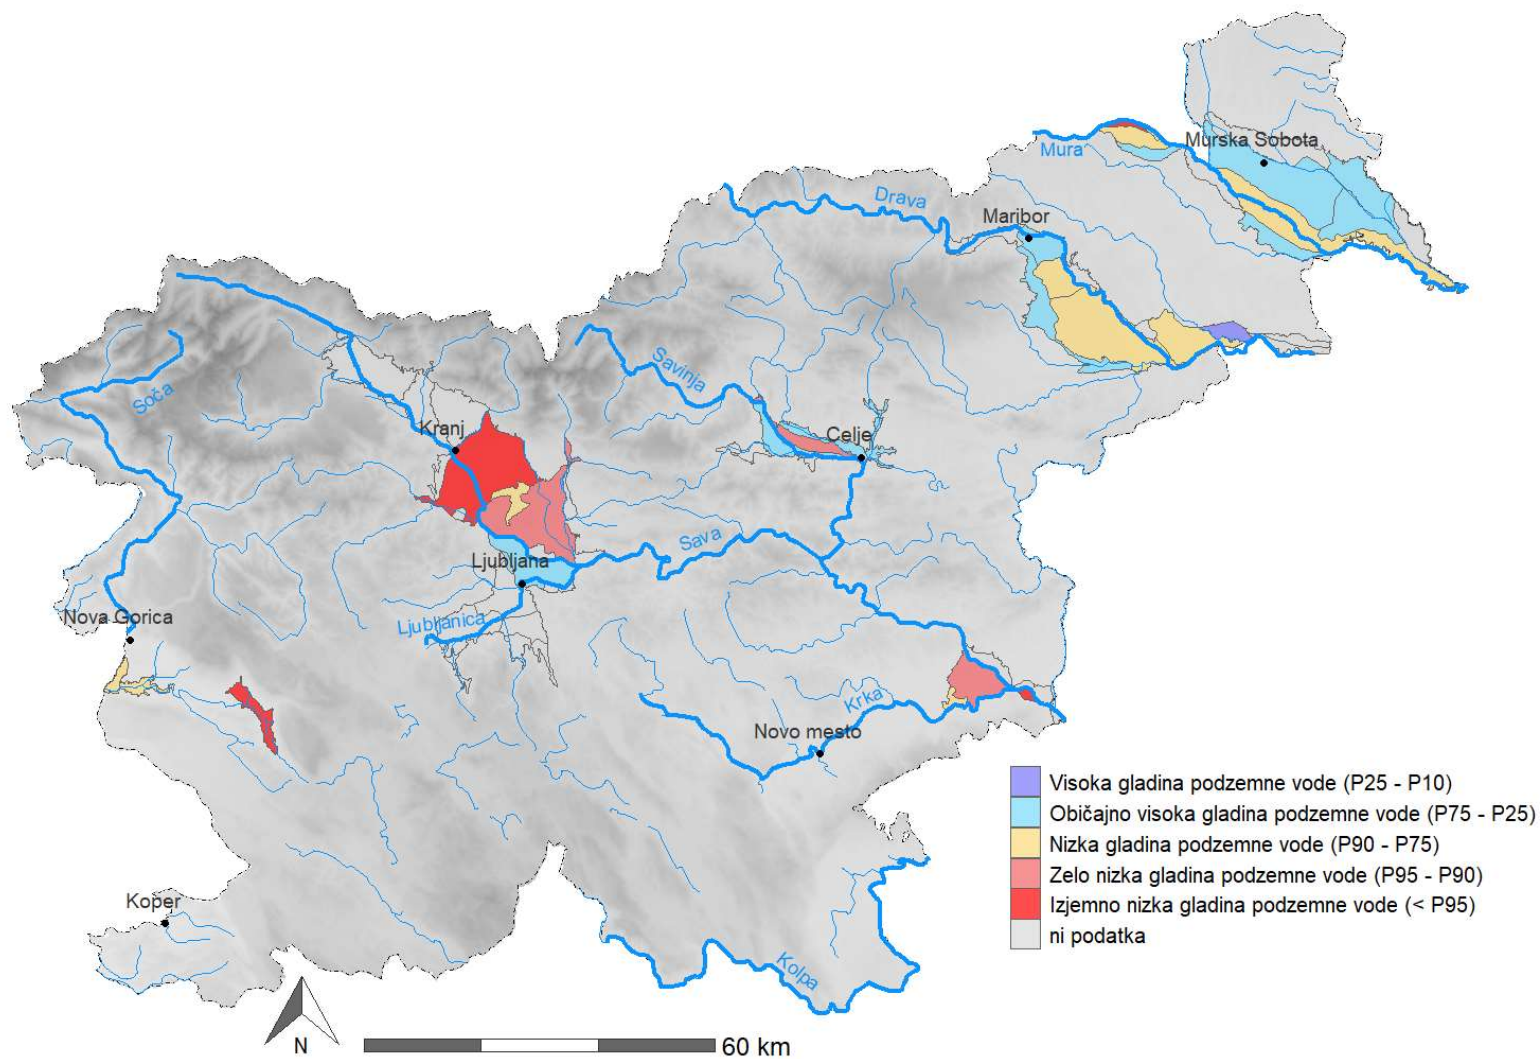 Murska Sobota
Mura
Drava
Maribor
Savinja
Soča
Kranj
Celje
Sava
Ljubljana
Nova Gorica
Ljubljanica
Krka
Novo mesto
Visoka gladina podzemne vode (P25 - P10)
Običajno visoka gladina podzemne vode (P75 - P25)
Nizka gladina podzemne vode (P90 - P75)
Zelo nizka gladina podzemne vode (P95 - P90)
Izjemno nizka gladina podzemne vode (< P95)
ni podatka
Koper
Kolpa
N
60 km